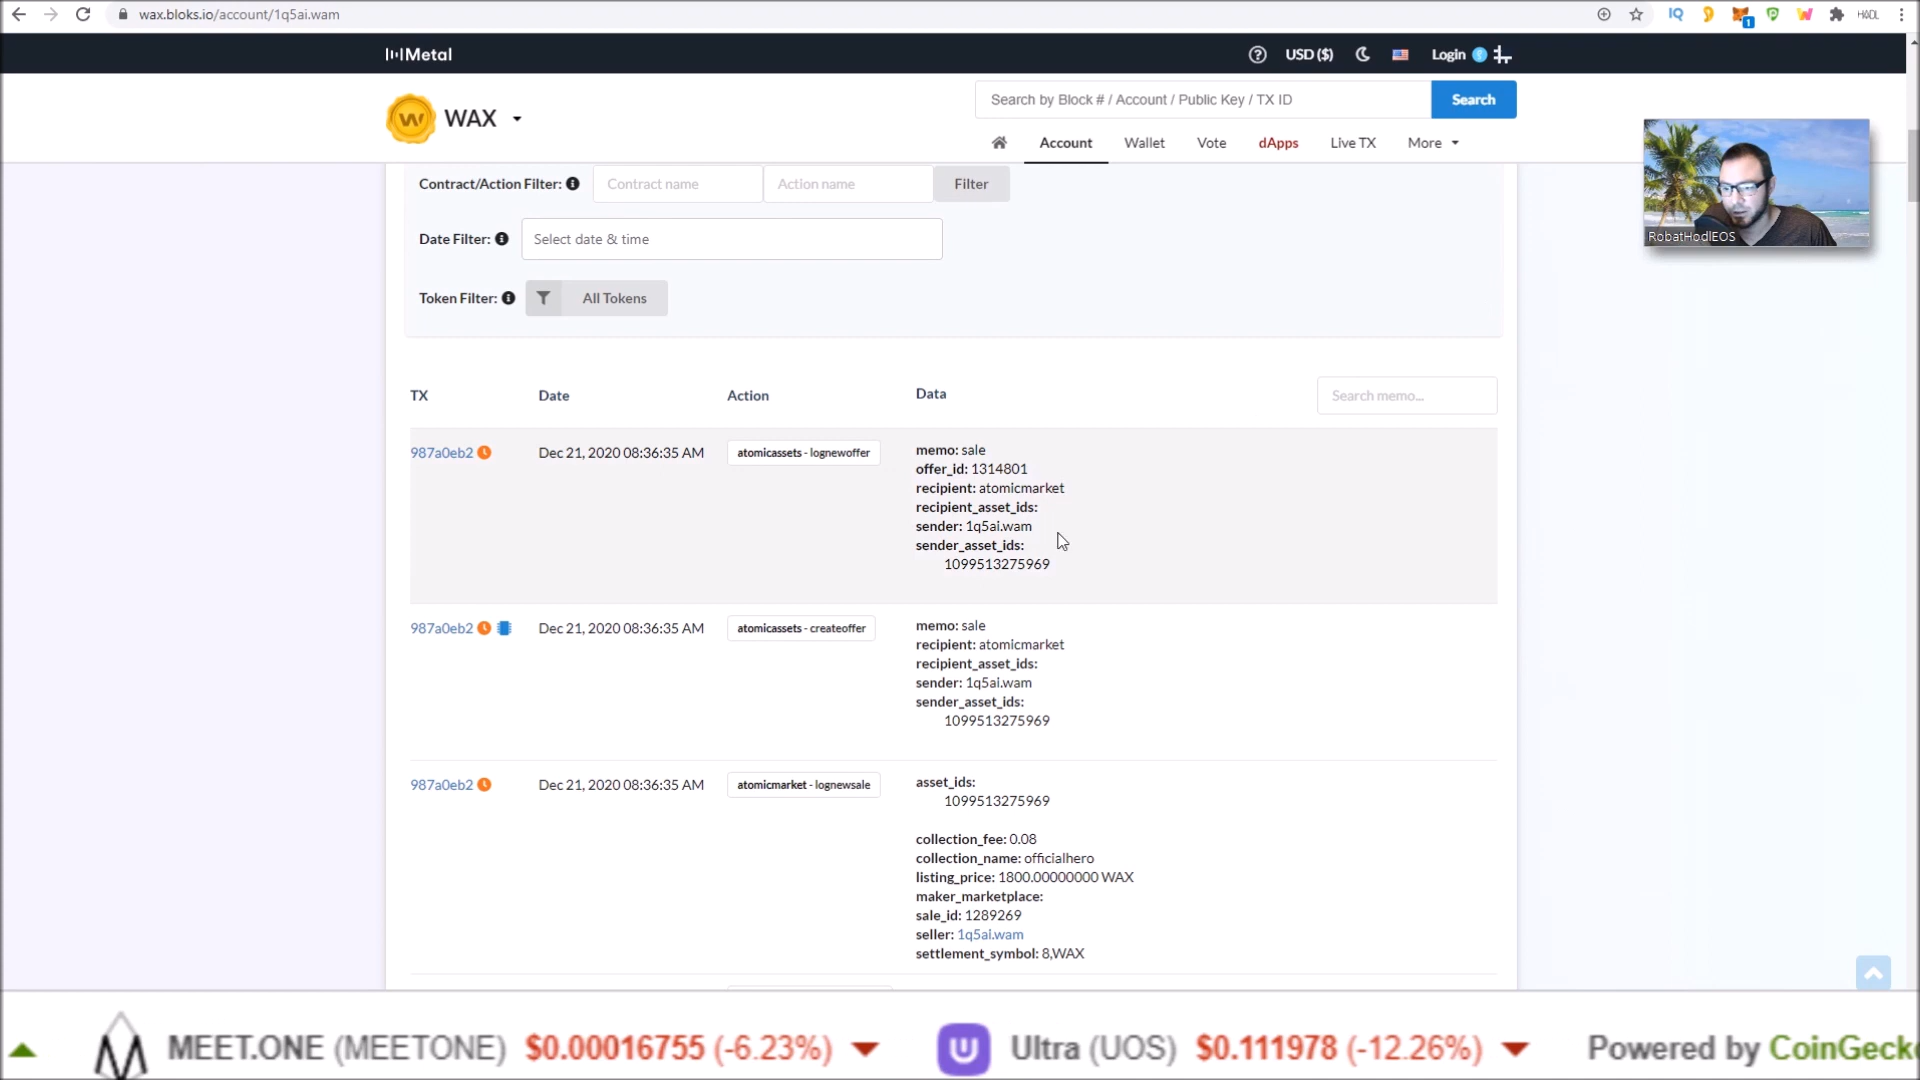 wax.bloks.io/account/1q5ai.wam
IQ
1
HODL
Metal
USD ($)
Login
WAX
Search by Block # / Account / Public Key / TX ID
Search
Account
Wallet
Vote
dApps
Live TX
More
RobatHodlEOS
Contract/Action Filter:
Contract name
Action name
Filter
Date Filter:
Select date & time
Token Filter:
All Tokens
TX
Date
Action
Data
Search memo...
987a0eb2
Dec 21, 2020 08:36:35 AM
atomicassets - lognewoffer
memo: sale
offer_id: 1314801
recipient: atomicmarket
recipient_asset_ids:
sender: 1q5ai.wam
sender_asset_ids:
1099513275969
987a0eb2
Dec 21, 2020 08:36:35 AM
atomicassets - createoffer
memo: sale
recipient: atomicmarket
recipient_asset_ids:
sender: 1q5ai.wam
sender_asset_ids:
1099513275969
987a0eb2
Dec 21, 2020 08:36:35 AM
atomicmarket - lognewsale
asset_ids:
1099513275969
collection_fee: 0.08
collection_name: officialhero
listing_price: 1800.00000000 WAX
maker_marketplace:
sale_id: 1289269
seller: 1q5ai.wam
settlement_symbol: 8,WAX
MEET.ONE (MEETONE) $0.00016755 (-6.23%)
Ultra (UOS) $0.111978 (-12.26%)
Powered by CoinGeck